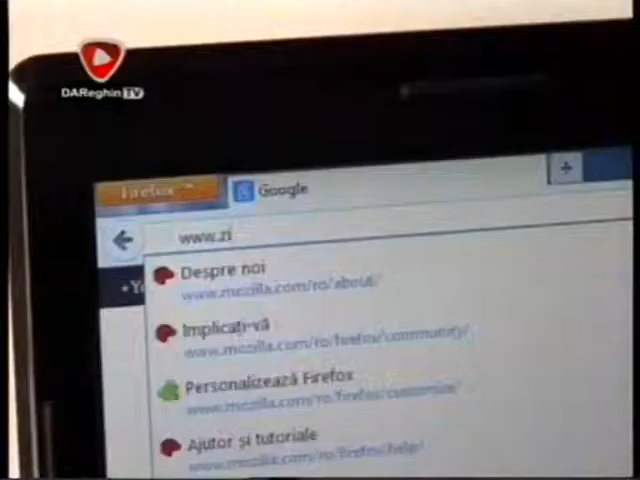 DAReghin TV
Firefox
Google
+
www.zi
+Yo
Despre noi
www.mozilla.com/ro/about/
Implicați-vă
www.mozilla.com/ro/firefox/community/
Personalizează Firefox
www.mozilla.com/ro/firefox/customize/
Ajutor și tutoriale
www.mozilla.com/ro/firefox/help/